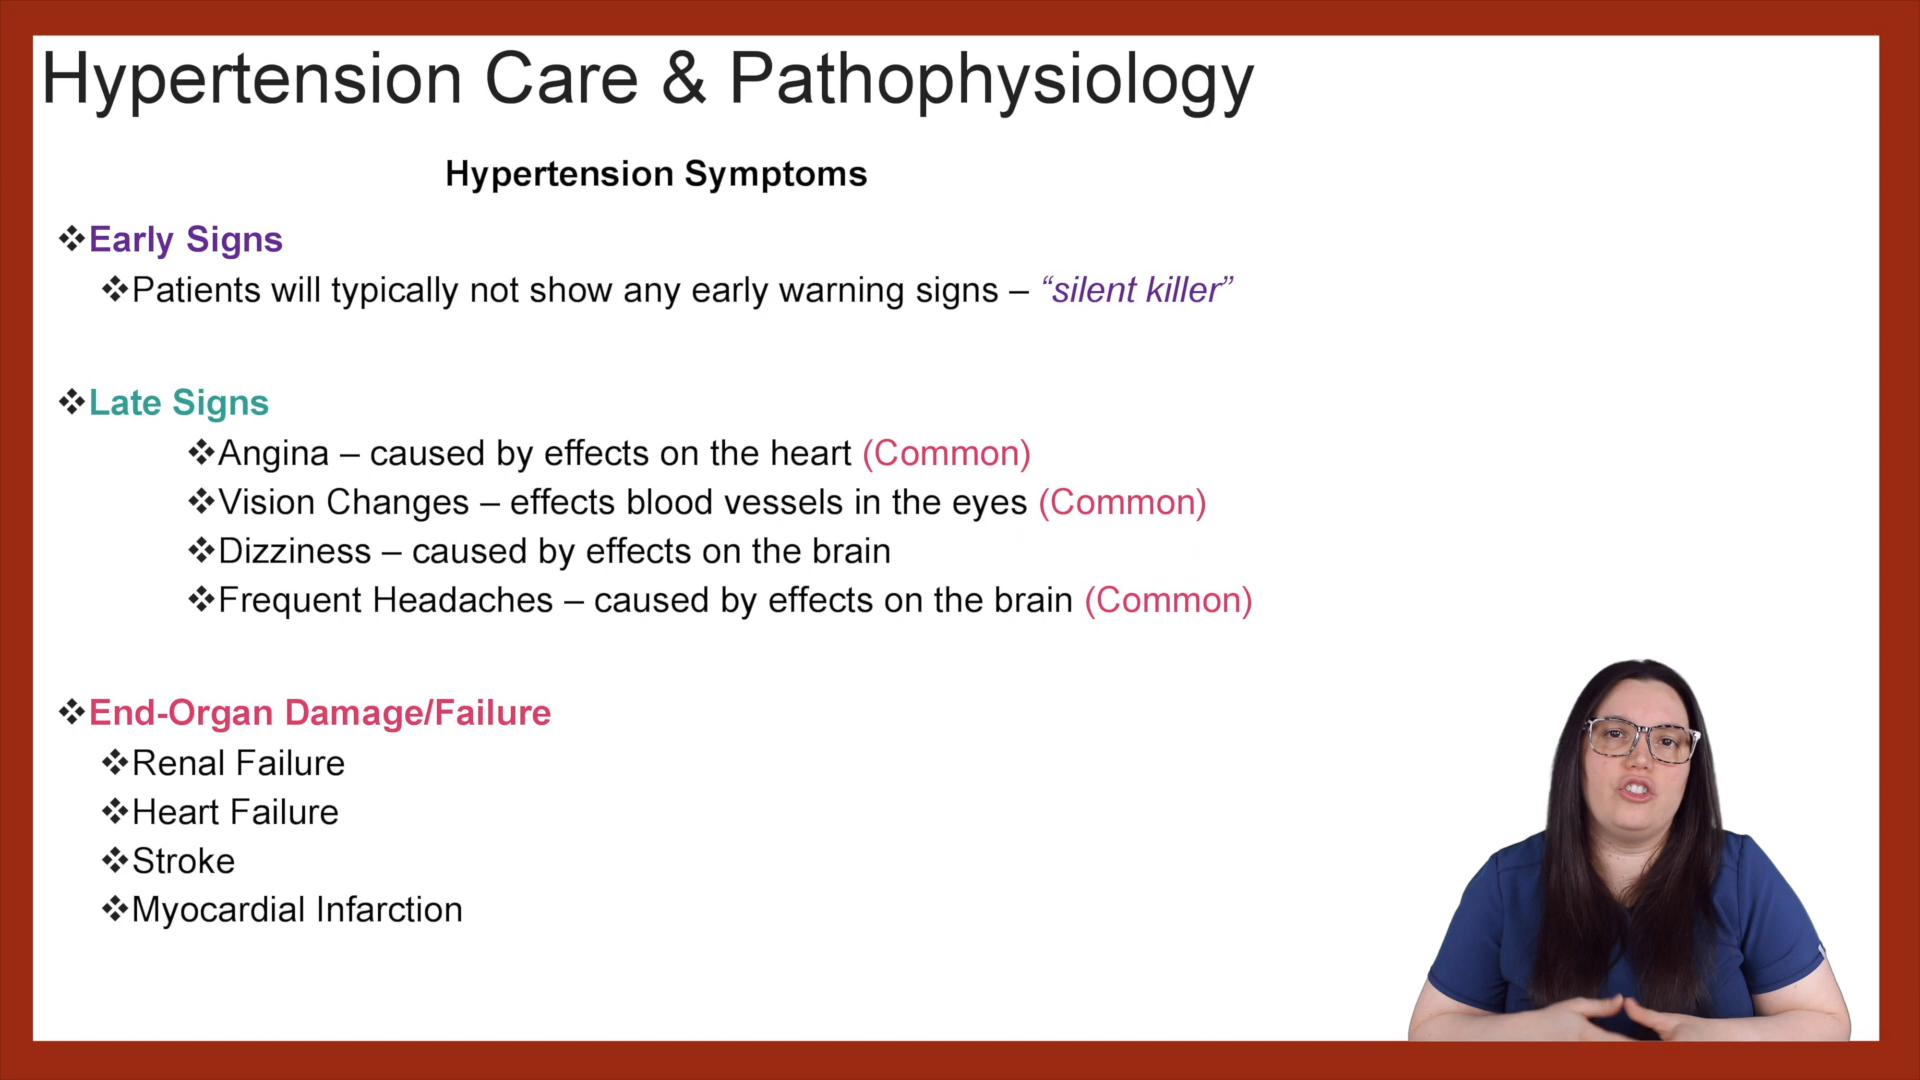 Hypertension Care & Pathophysiology
Hypertension Symptoms
❖Early Signs
❖Patients will typically not show any early warning signs – “silent killer”
❖Late Signs
❖Angina – caused by effects on the heart (Common)
❖Vision Changes – effects blood vessels in the eyes (Common)
❖Dizziness – caused by effects on the brain
❖Frequent Headaches – caused by effects on the brain (Common)
❖End-Organ Damage/Failure
❖Renal Failure
❖Heart Failure
❖Stroke
❖Myocardial Infarction